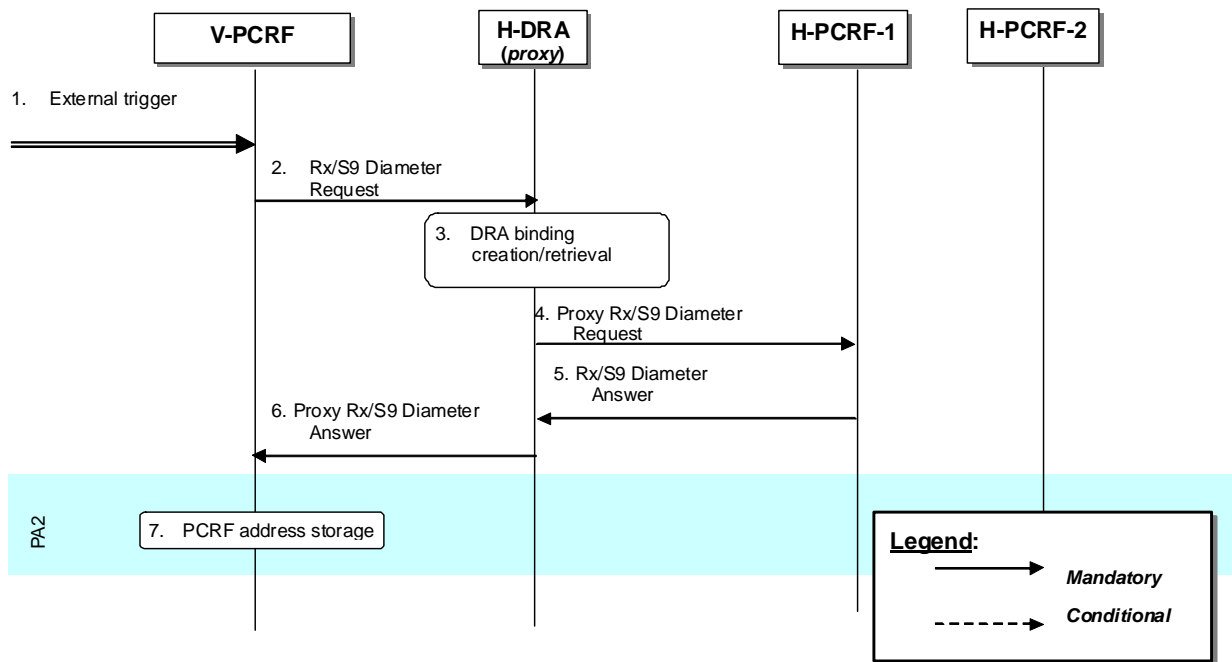 V-PCRF
H-DRA
(proxy)
H-PCRF-1
H-PCRF-2
1. External trigger
2. Rx/S9 Diameter
Request
3. DRA binding
creation/retrieval
4. Proxy Rx/S9 Diameter
Request
5. Rx/S9 Diameter
Answer
6. Proxy Rx/S9 Diameter
Answer
PA2
7. PCRF address storage
Legend:
Mandatory
Conditional